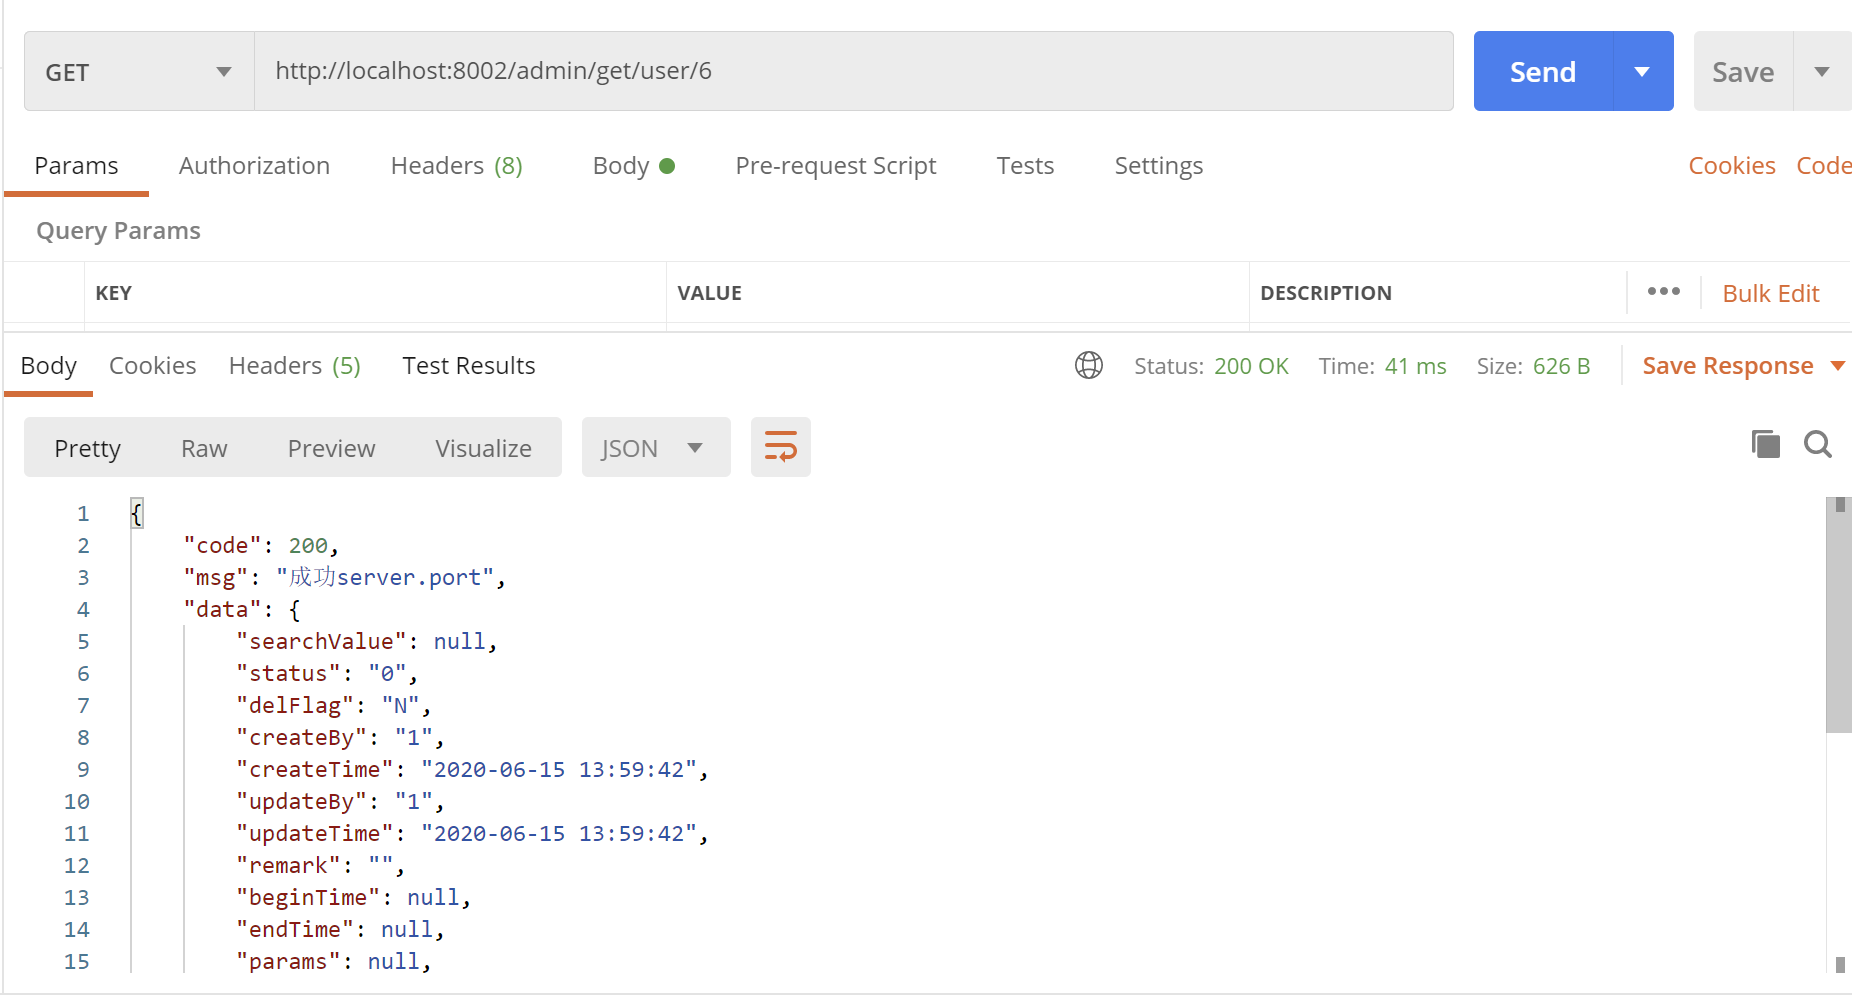 GET http://localhost:8002/admin/get/user/6 Send Save
Params Authorization Headers (8) Body Pre-request Script Tests Settings Cookies Code
Query Params
KEY VALUE DESCRIPTION ••• Bulk Edit
Body Cookies Headers (5) Test Results Status: 200 OK Time: 41 ms Size: 626 B Save Response
Pretty Raw Preview Visualize JSON
1 {
2 "code": 200,
3 "msg": "成功server.port",
4 "data": {
5 "searchValue": null,
6 "status": "0",
7 "delFlag": "N",
8 "createBy": "1",
9 "createTime": "2020-06-15 13:59:42",
10 "updateBy": "1",
11 "updateTime": "2020-06-15 13:59:42",
12 "remark": "",
13 "beginTime": null,
14 "endTime": null,
15 "params": null,